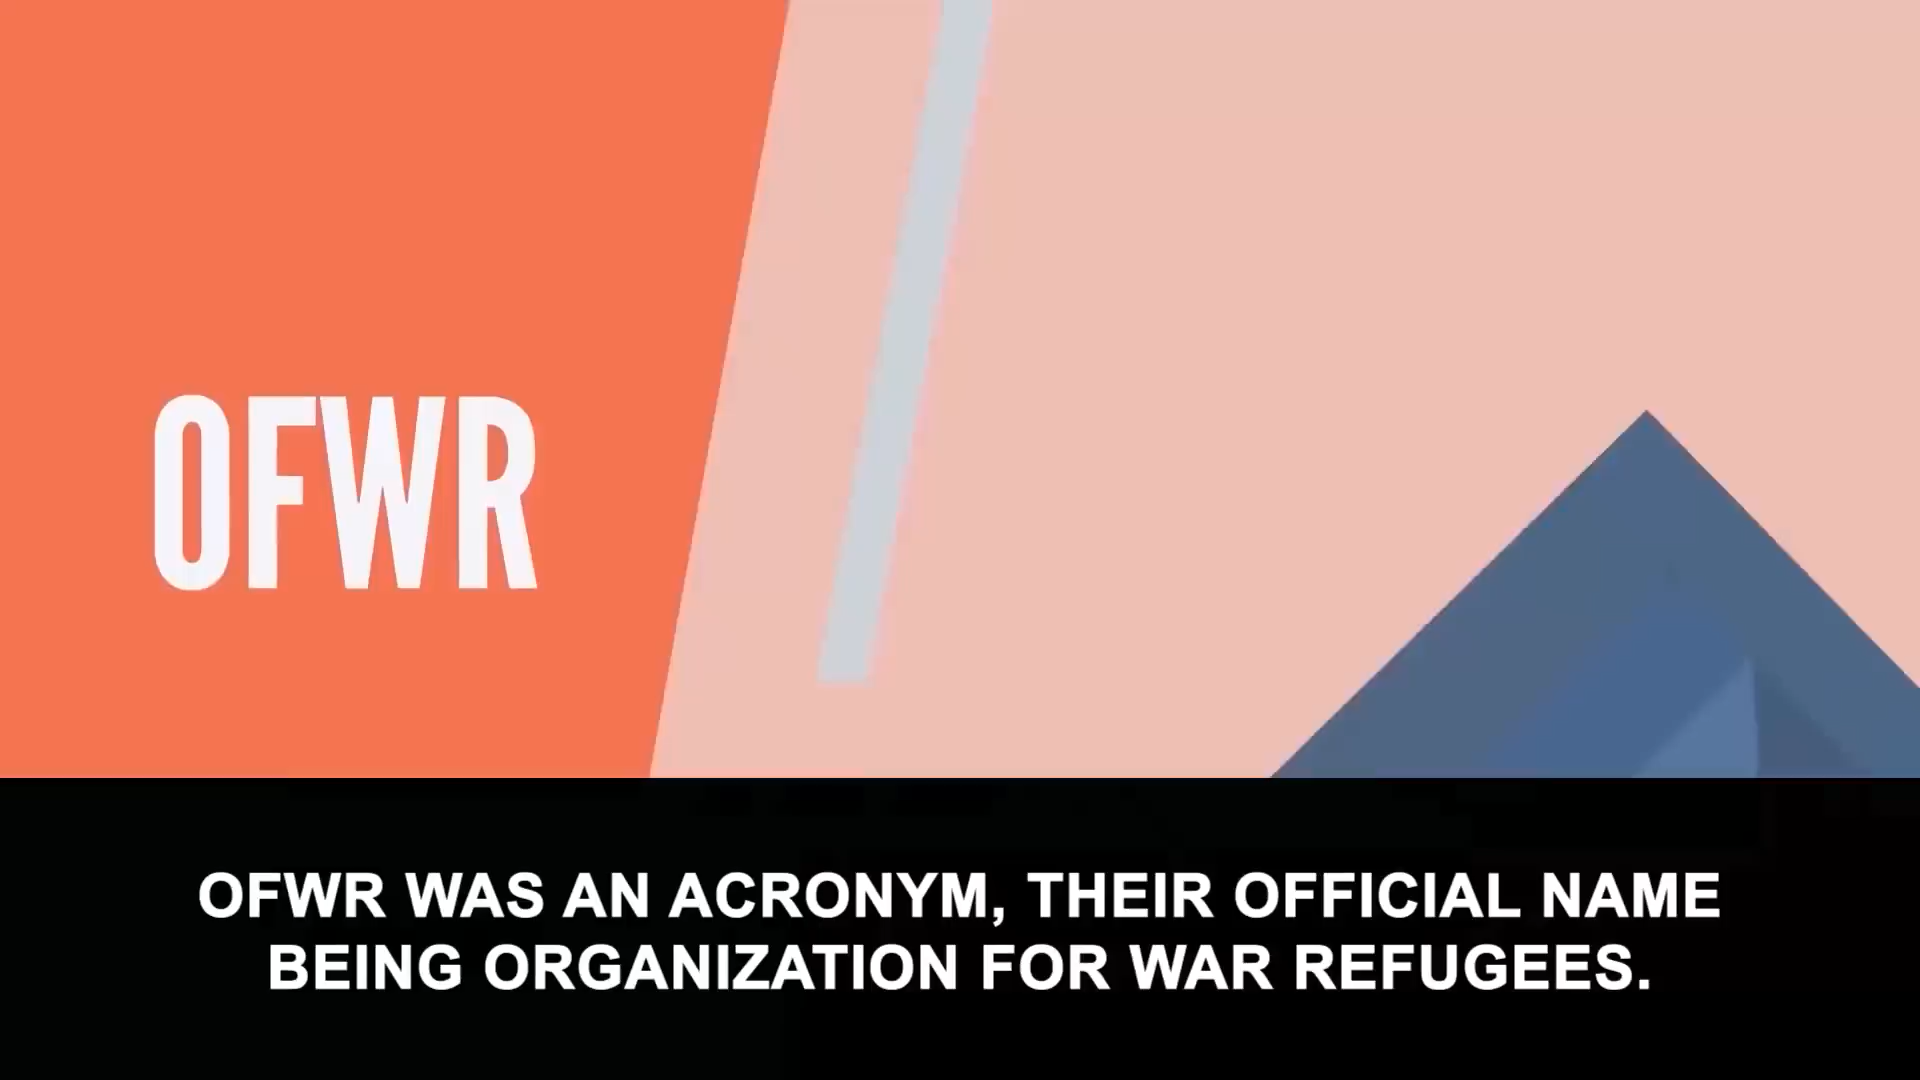 OFWR
OFWR WAS AN ACRONYM, THEIR OFFICIAL NAME
BEING ORGANIZATION FOR WAR REFUGEES.